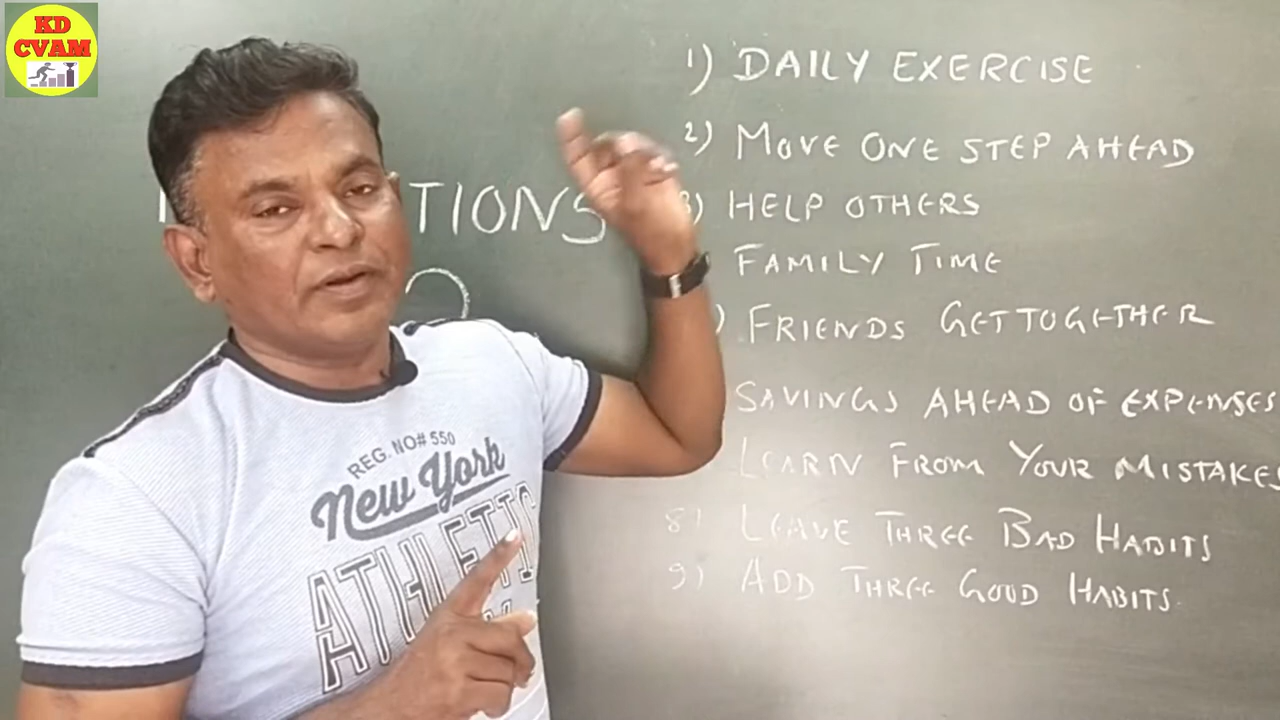 KD
CVAM
TIONS
1) DAILY EXERCISE
2) MOVE ONE STEP AHEAD
3) HELP OTHERS
FAMILY TIME
) FRIENDS GETTOGETHER
SAVINGS AHEAD OF EXPENSES
LEARN FROM YOUR MISTAKES
8) LEAVE THREE BAD HABITS
9) ADD THREE GOOD HABITS
REG. NO# 550
New York
ATHLETIC